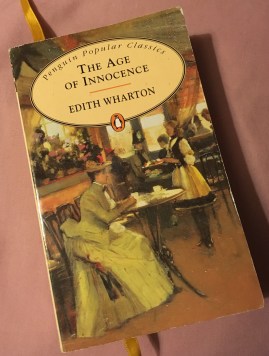 Penguin Popular Classics
THE AGE
OF INNOCENCE
EDITH WHARTON